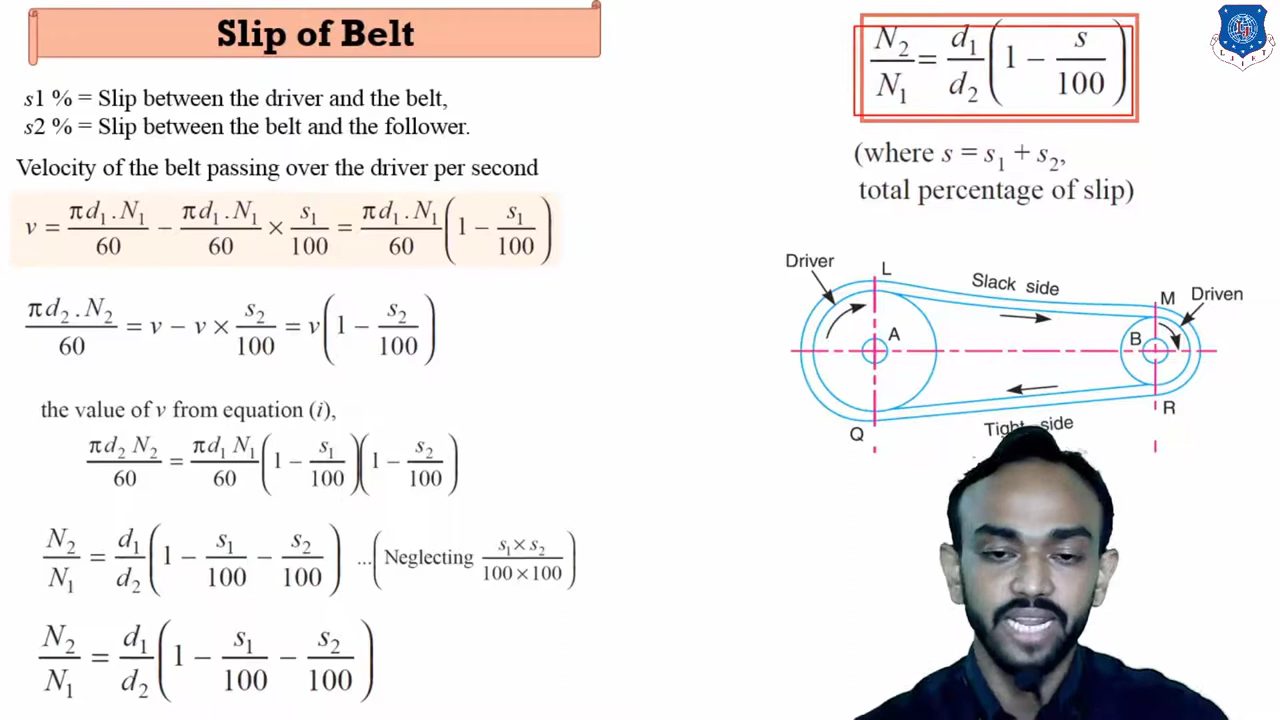 Slip of Belt
s1 % = Slip between the driver and the belt,
s2 % = Slip between the belt and the follower.
Velocity of the belt passing over the driver per second
v = πd₁.N₁/60 − πd₁.N₁/60 × s₁/100 = πd₁.N₁/60 (1 − s₁/100)
πd₂.N₂/60 = v − v × s₂/100 = v(1 − s₂/100)
the value of v from equation (i),
πd₂ N₂/60 = πd₁ N₁/60 (1 − s₁/100)(1 − s₂/100)
N₂/N₁ = d₁/d₂ (1 − s₁/100 − s₂/100) ...(Neglecting s₁×s₂/100×100)
N₂/N₁ = d₁/d₂ (1 − s₁/100 − s₂/100)
N₂/N₁ = d₁/d₂ (1 − s/100)
(where s = s₁ + s₂,
total percentage of slip)
Driver
L
Slack side
M
Driven
A
B
Q
R
Tight side
L J I E T